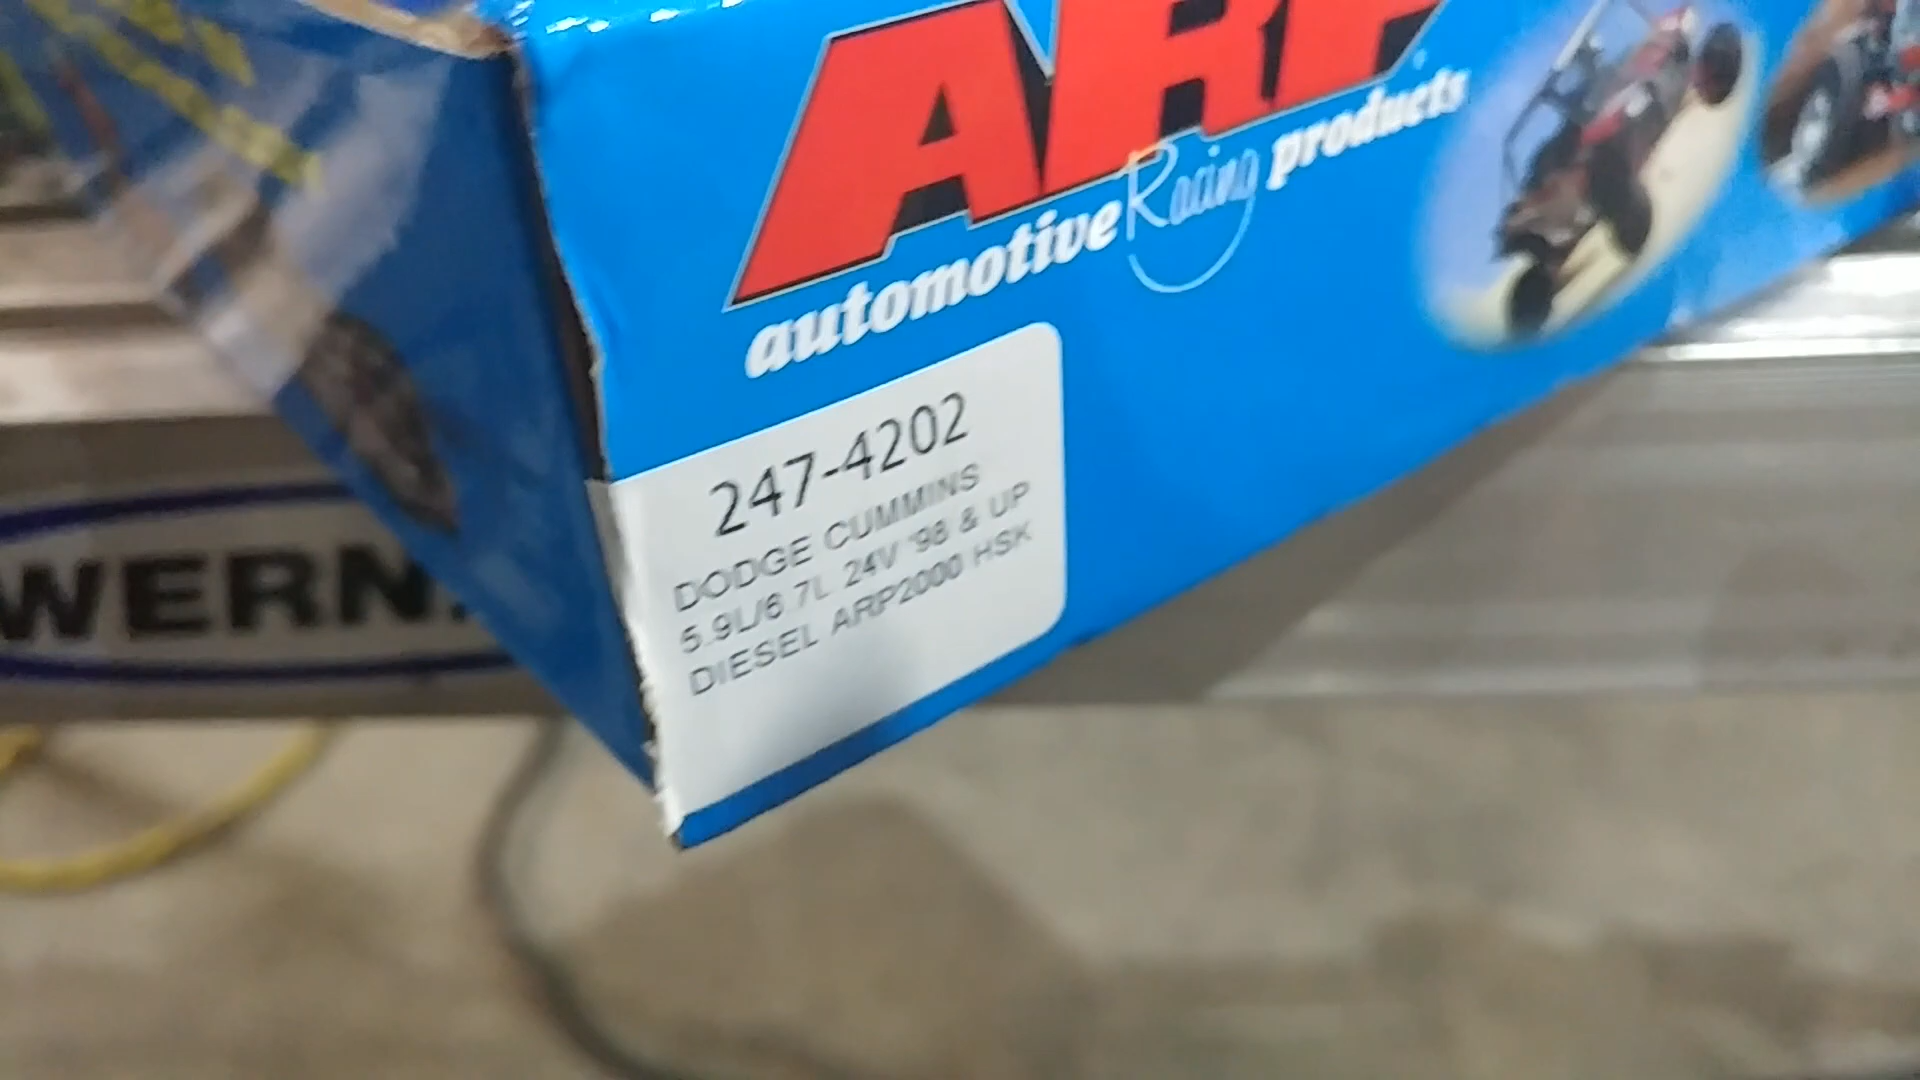 ARP
automotive Racing products
247-4202
DODGE CUMMINS
5.9L/6.7L 24V '98 & UP
DIESEL ARP2000 HSK
WERN